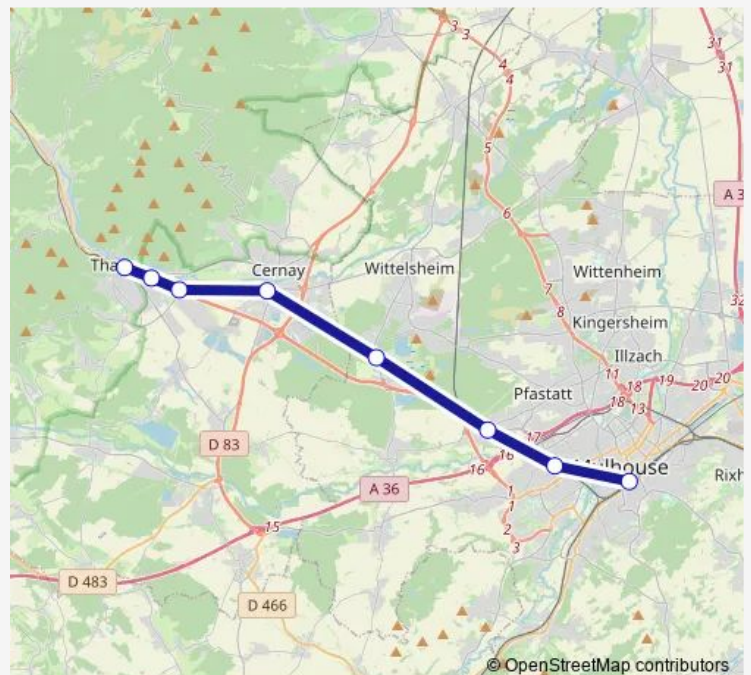 3
3
31
31
4
4
5
A 3
6
Tha
Cernay
Wittelsheim
Wittenheim
7
8
32
Kingersheim
Illzach
11
18
19
20
20
18
13
Pfastatt
17
D 83
16
16
Mulhouse
Rixh
A 36
1
1
2
3
15
D 483
D 466
© OpenStreetMap contributors